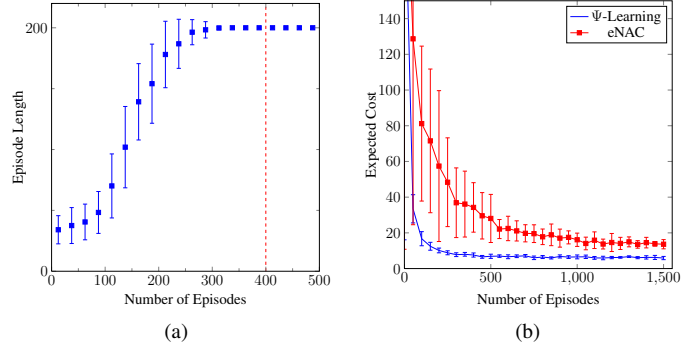 200
0
0
100
200
300
400
500
Episode Length
Number of Episodes
(a)
Ψ-Learning
eNAC
140
120
100
80
60
40
20
0
0
500
1,000
1,500
Expected Cost
Number of Episodes
(b)